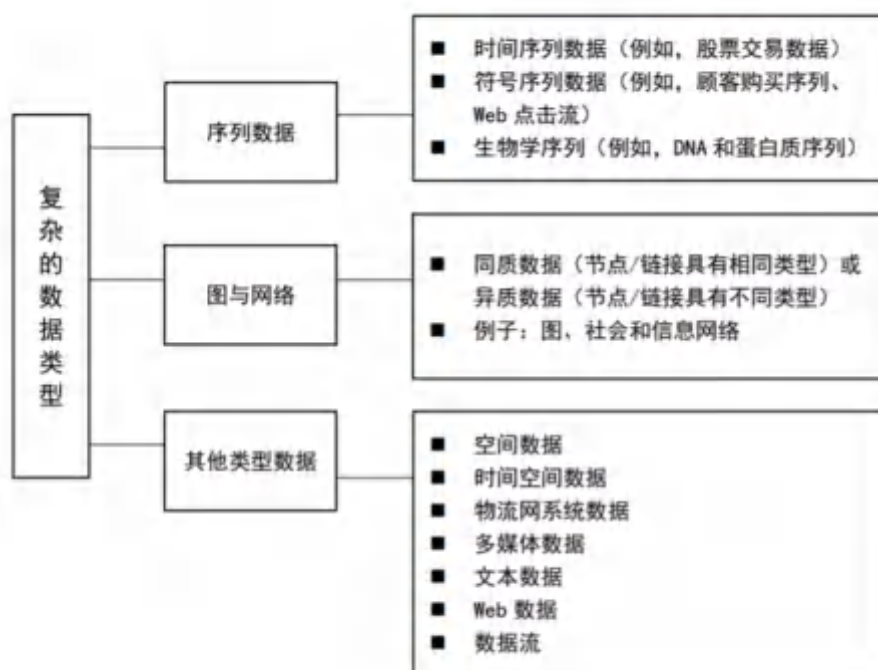 复杂的数据类型
序列数据
■ 时间序列数据（例如，股票交易数据）
■ 符号序列数据（例如，顾客购买序列、
Web 点击流）
■ 生物学序列（例如，DNA 和蛋白质序列）
图与网络
■ 同质数据（节点/链接具有相同类型）或
异质数据（节点/链接具有不同类型）
■ 例子：图、社会和信息网络
其他类型数据
■ 空间数据
■ 时间空间数据
■ 物流网系统数据
■ 多媒体数据
■ 文本数据
■ Web 数据
■ 数据流